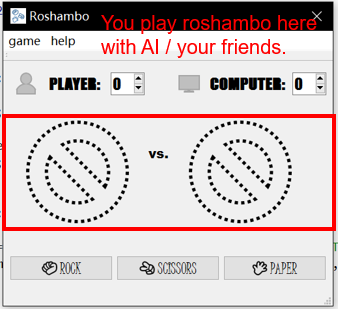 Roshambo
You play roshambo here
game help
with AI / your friends.
PLAYER: 0 COMPUTER: 0
vs.
ROCK SCISSORS PAPER